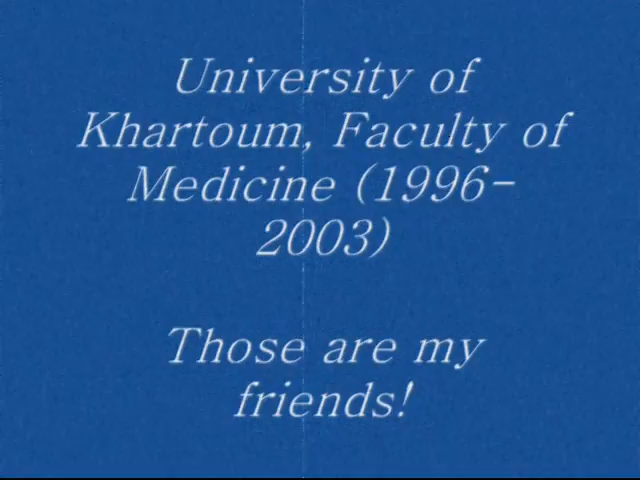 University of
Khartoum, Faculty of
Medicine (1996-
2003)
Those are my
friends!